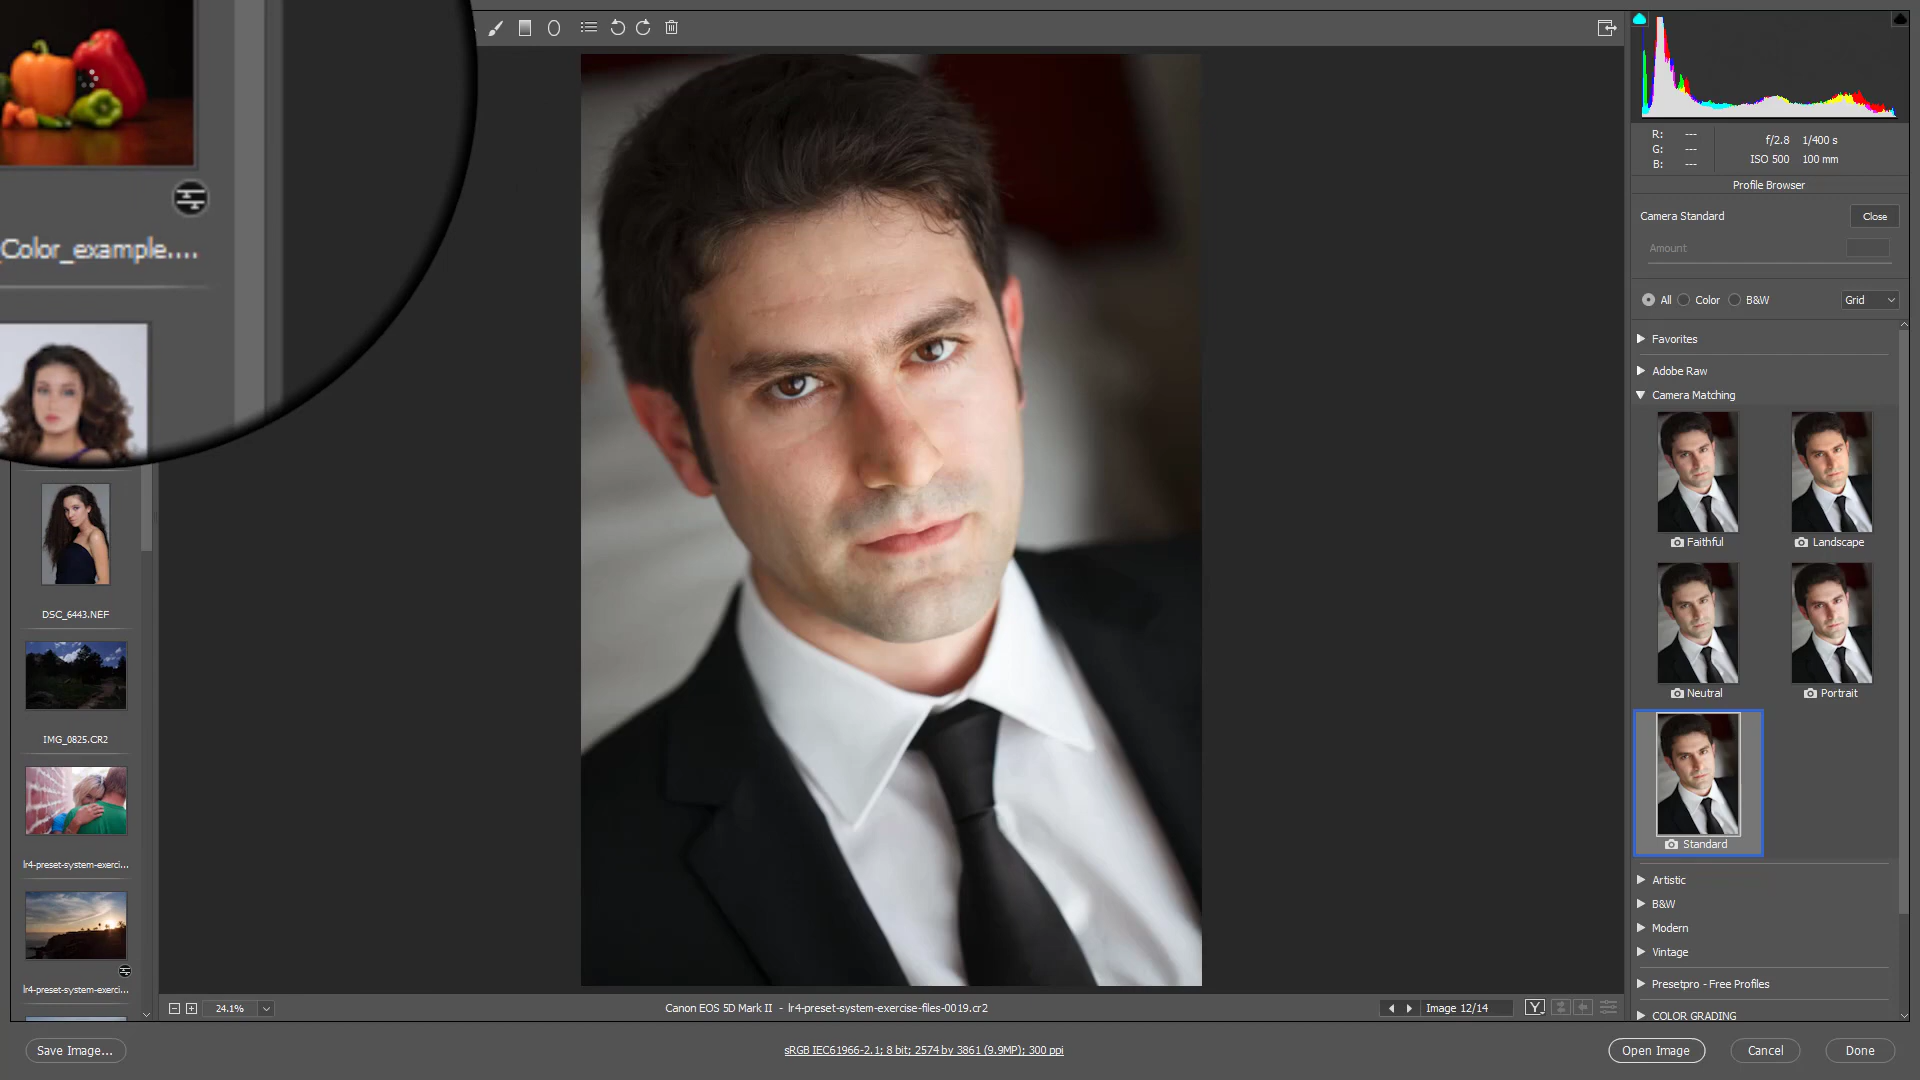 _Color_example....
DSC_6443.NEF
IMG_0825.CR2
lr4-preset-system-exerci...
lr4-preset-system-exerci...
R: ---
G: ---
B: ---
f/2.8 1/400 s
ISO 500 100 mm
Profile Browser
Camera Standard
Close
Amount
All
Color
B&W
Grid
Favorites
Adobe Raw
Camera Matching
Faithful
Landscape
Neutral
Portrait
Standard
Artistic
B&W
Modern
Vintage
Presetpro - Free Profiles
COLOR GRADING
24.1%
Canon EOS 5D Mark II - lr4-preset-system-exercise-files-0019.cr2
Image 12/14
Y
Save Image...
sRGB IEC61966-2.1; 8 bit; 2574 by 3861 (9.9MP); 300 ppi
Open Image
Cancel
Done